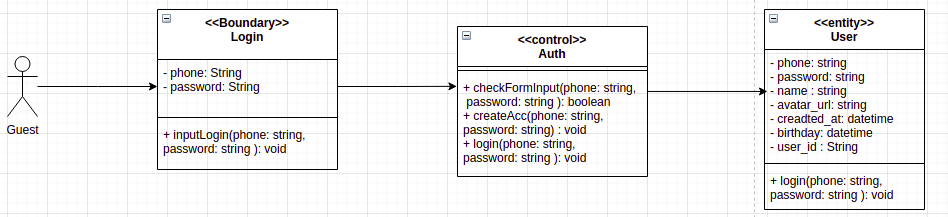 Guest
<<Boundary>>
Login
- phone: String
- password: String
+ inputLogin(phone: string,
password: string ): void
<<control>>
Auth
+ checkFormInput(phone: string,
password: string ): boolean
+ createAcc(phone: string,
password: string) : void
+ login(phone: string,
password: string ): void
<<entity>>
User
- phone: string
- password: string
- name : string
- avatar_url: string
- creadted_at: datetime
- birthday: datetime
- user_id : String
+ login(phone: string,
password: string ): void